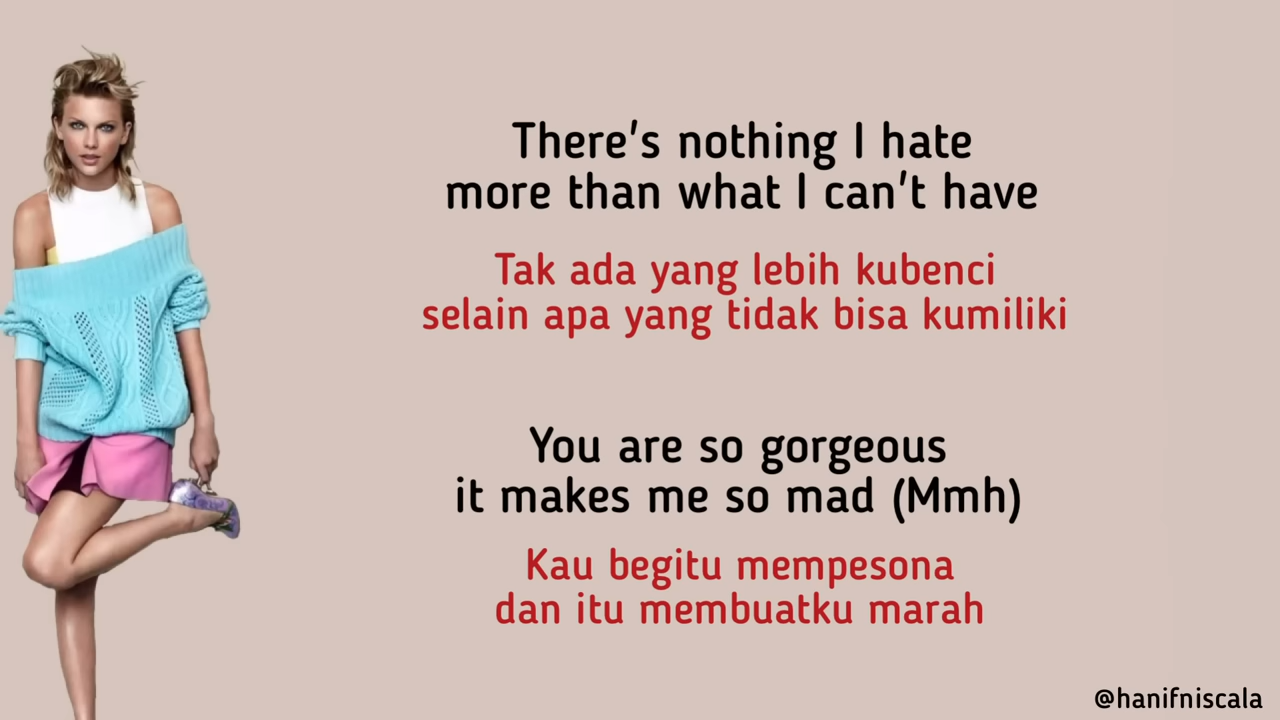 There's nothing I hate
more than what I can't have
Tak ada yang lebih kubenci
selain apa yang tidak bisa kumiliki
You are so gorgeous
it makes me so mad (Mmh)
Kau begitu mempesona
dan itu membuatku marah
@hanifniscala